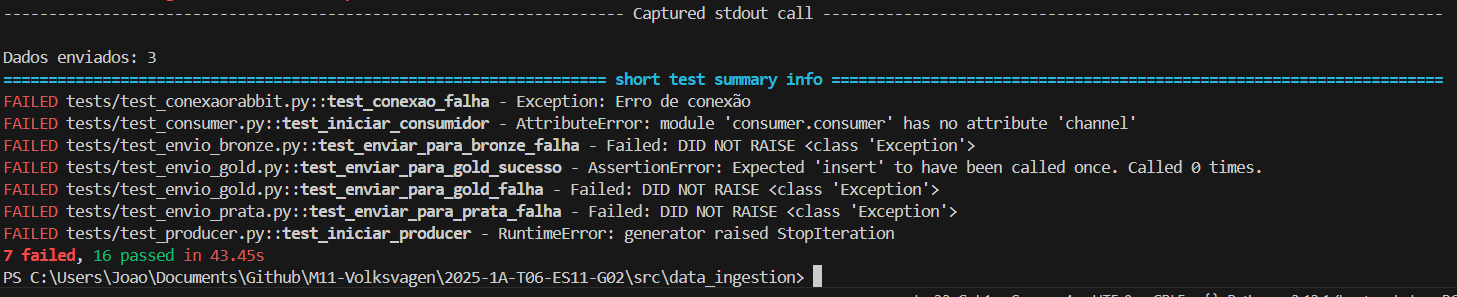 ------------------------------------------------------------------- Captured stdout call -------------------------------------------------------------------
Dados enviados: 3
=================================================================== short test summary info ===================================================================
FAILED tests/test_conexaorabbit.py::test_conexao_falha - Exception: Erro de conexão
FAILED tests/test_consumer.py::test_iniciar_consumidor - AttributeError: module 'consumer.consumer' has no attribute 'channel'
FAILED tests/test_envio_bronze.py::test_enviar_para_bronze_falha - Failed: DID NOT RAISE <class 'Exception'>
FAILED tests/test_envio_gold.py::test_enviar_para_gold_sucesso - AssertionError: Expected 'insert' to have been called once. Called 0 times.
FAILED tests/test_envio_gold.py::test_enviar_para_gold_falha - Failed: DID NOT RAISE <class 'Exception'>
FAILED tests/test_envio_prata.py::test_enviar_para_prata_falha - Failed: DID NOT RAISE <class 'Exception'>
FAILED tests/test_producer.py::test_iniciar_producer - RuntimeError: generator raised StopIteration
7 failed, 16 passed in 43.45s
PS C:\Users\Joao\Documents\Github\M11-Volksvagen\2025-1A-T06-ES11-G02\src\data_ingestion>